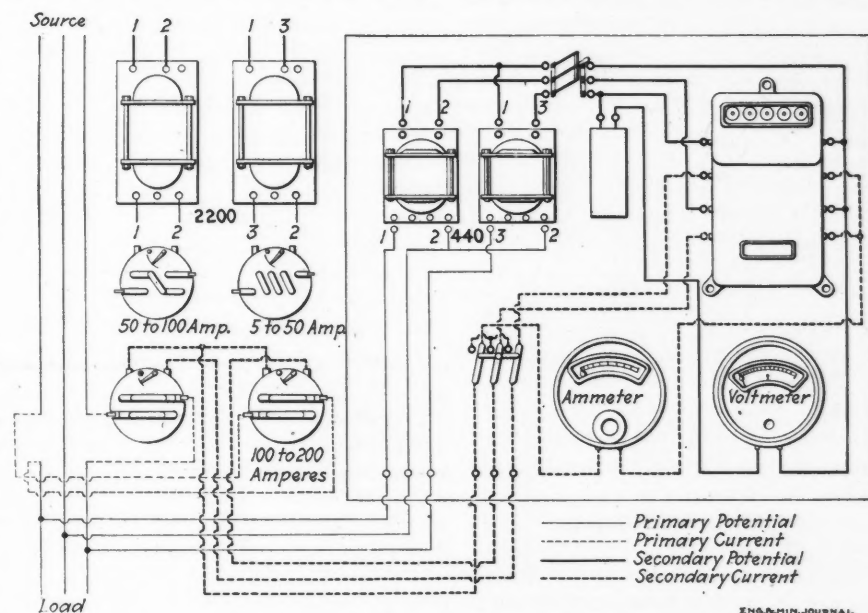 Source
1 2
1 3
2200
1 2
3 2
50 to 100 Amp.
5 to 50 Amp.
100 to 200
Amperes
Load
1 2
1 3
1 2
440
3 2
Ammeter
Voltmeter
Primary Potential
Primary Current
Secondary Potential
Secondary Current
ENG.&MIN.JOURNAL